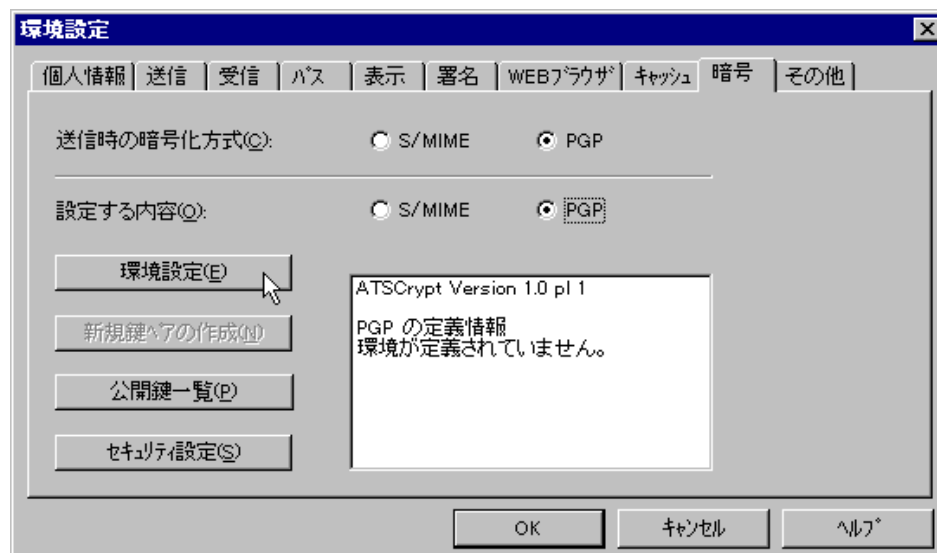 環境設定
個人情報 送信 受信 パス 表示 署名 WEBブラウザ キャッシュ 暗号 その他
送信時の暗号化方式(C): S/MIME PGP
設定する内容(O): S/MIME PGP
環境設定(E)
新規鍵ペアの作成(N)
公開鍵一覧(P)
セキュリティ設定(S)
ATSCrypt Version 1.0 pl 1
PGP の定義情報
環境が定義されていません。
OK キャンセル ヘルプ